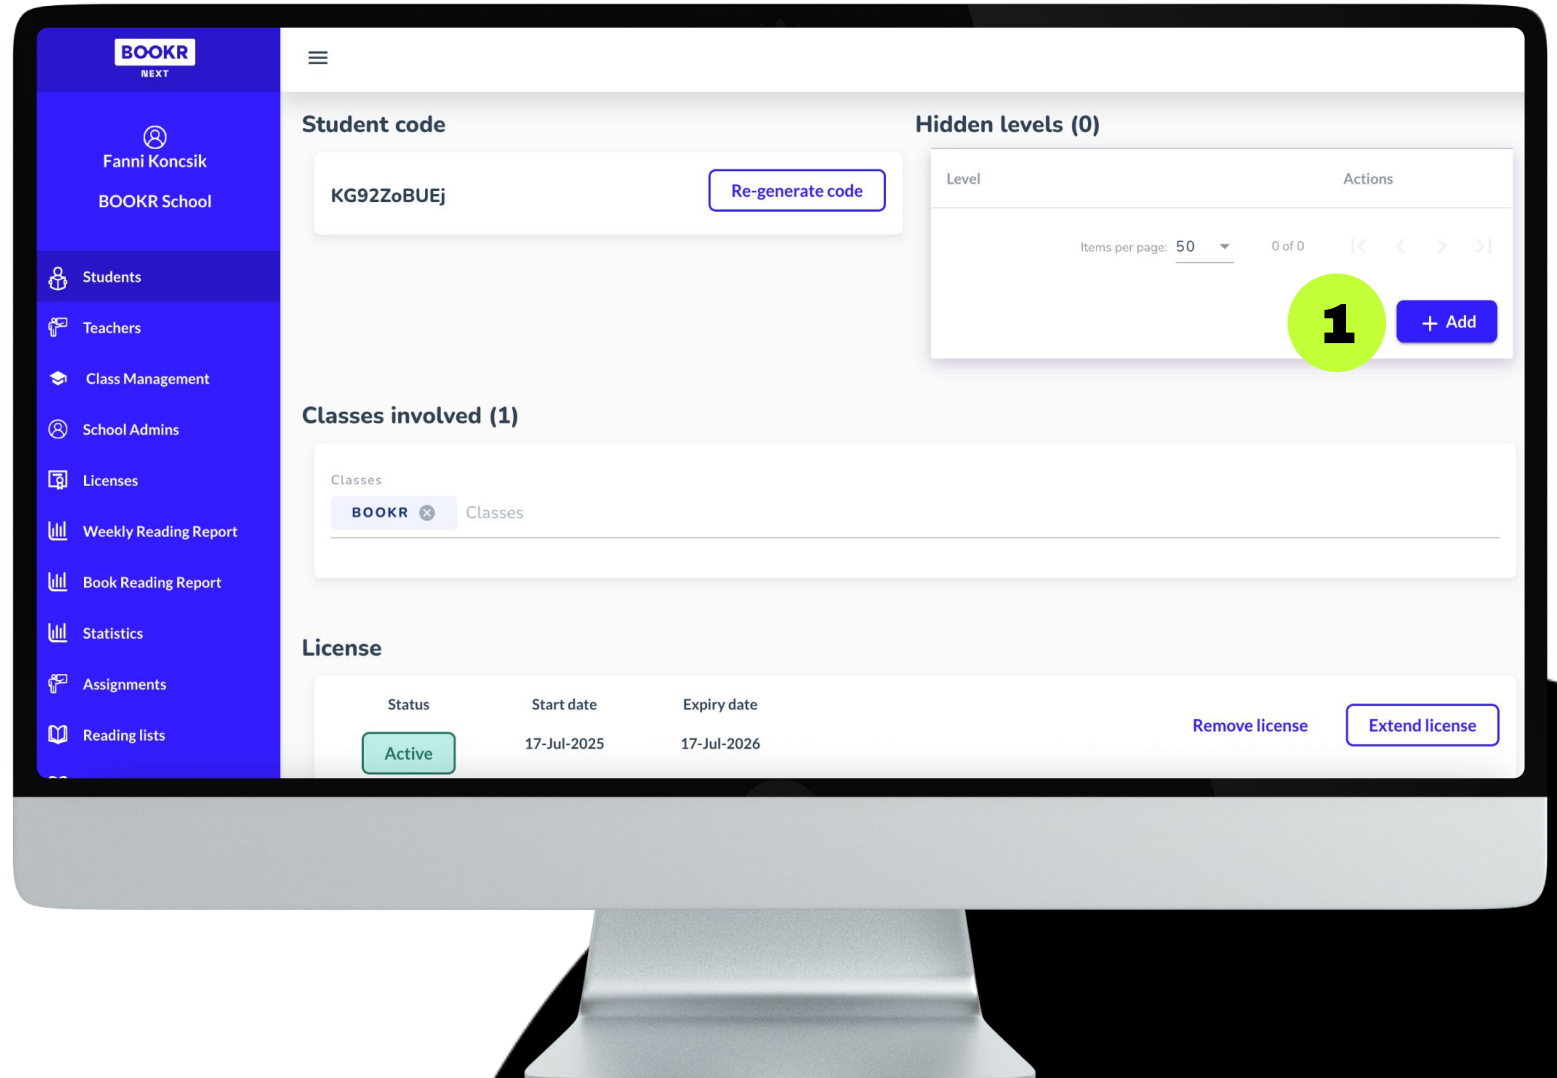 BOOKR
NEXT
Fanni Koncsik
BOOKR School
Students
Teachers
Class Management
School Admins
Licenses
Weekly Reading Report
Book Reading Report
Statistics
Assignments
Reading lists
Student code
KG92ZoBUEj
Re-generate code
Hidden levels (0)
Level Actions
Items per page: 50 0 of 0
1
+ Add
Classes involved (1)
Classes
BOOKR Classes
License
Status Start date Expiry date
Active 17-Jul-2025 17-Jul-2026
Remove license Extend license